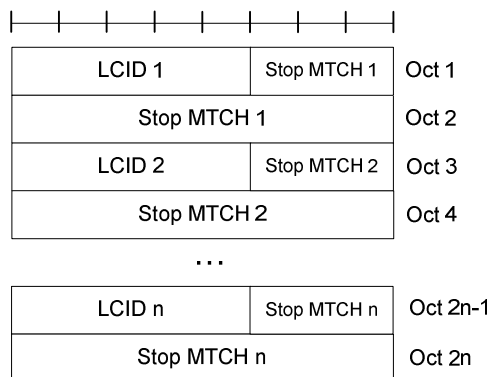 LCID 1 Stop MTCH 1 Oct 1
Stop MTCH 1 Oct 2
LCID 2 Stop MTCH 2 Oct 3
Stop MTCH 2 Oct 4
...
LCID n Stop MTCH n Oct 2n-1
Stop MTCH n Oct 2n